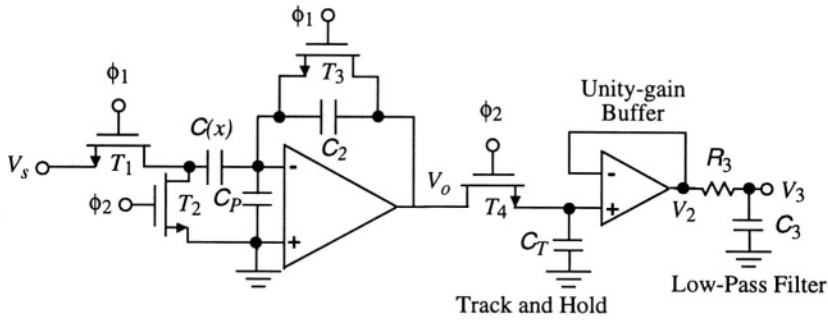 ϕ1
ϕ1
T3
C(x)
C2
ϕ2
Unity-gain
Buffer
Vs
T1
-
Vo
-
R3
V3
ϕ2
T2
CP
+
T4
+
V2
CT
C3
Track and Hold
Low-Pass Filter